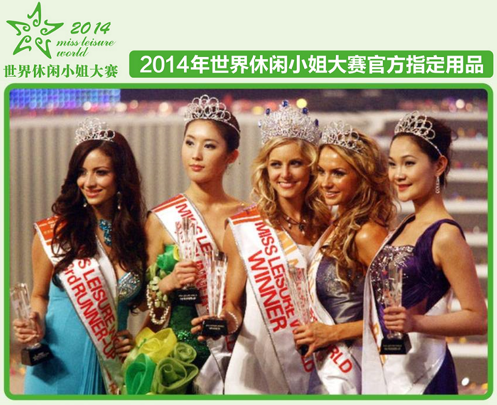 2014
miss leisure
world
世界休闲小姐大赛
2014年世界休闲小姐大赛官方指定用品
MISS LEISURE
3rd RUNNER-UP
MISS LEIS
MISS LEISURE W
WINNER
RLD